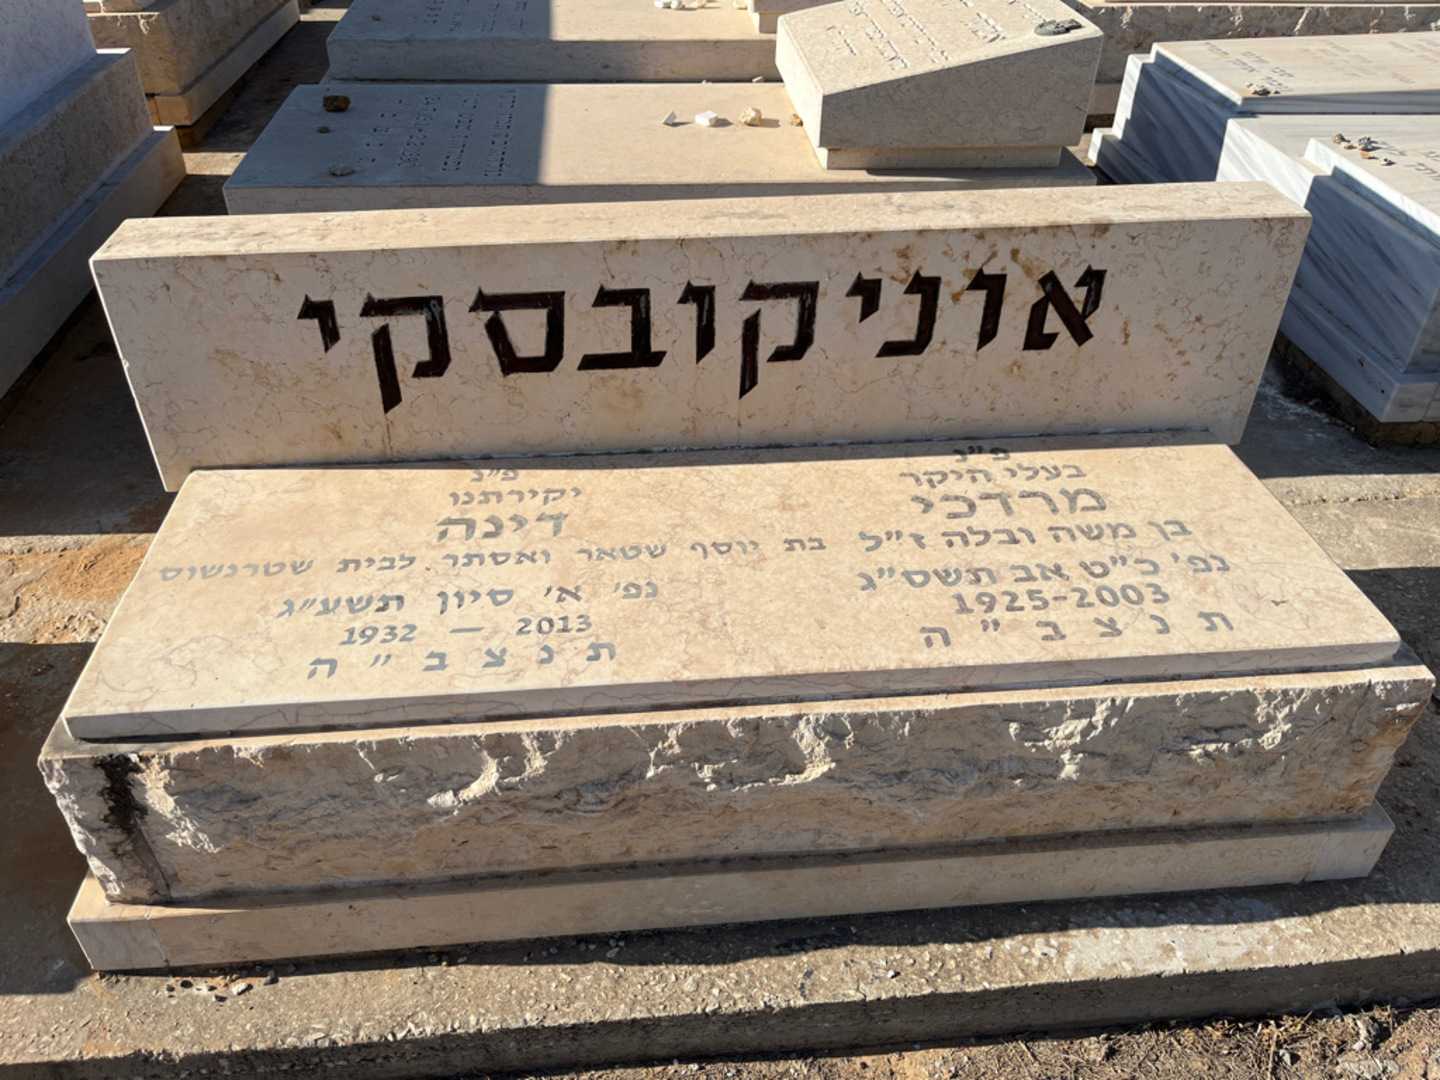 אוניקובסקי
פ״נ
בעלי היקר
מרדכי
בן משה ובלה ז״ל
נפ׳ כ״ט אב תשס״ג
1925-2003
ת נ צ ב ״ ה
פ״נ
יקירתנו
דינה
בת יוסף שטאר ואסתר לבית שטרנשוס
נפ׳ א׳ סיון תשע״ג
1932 — 2013
ת נ צ ב ״ ה